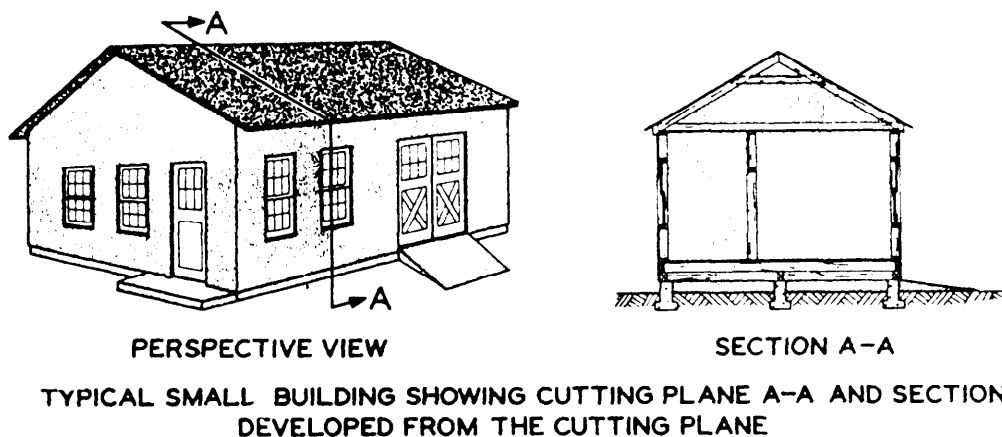 A
A
PERSPECTIVE VIEW
SECTION A-A
TYPICAL SMALL BUILDING SHOWING CUTTING PLANE A-A AND SECTION
DEVELOPED FROM THE CUTTING PLANE